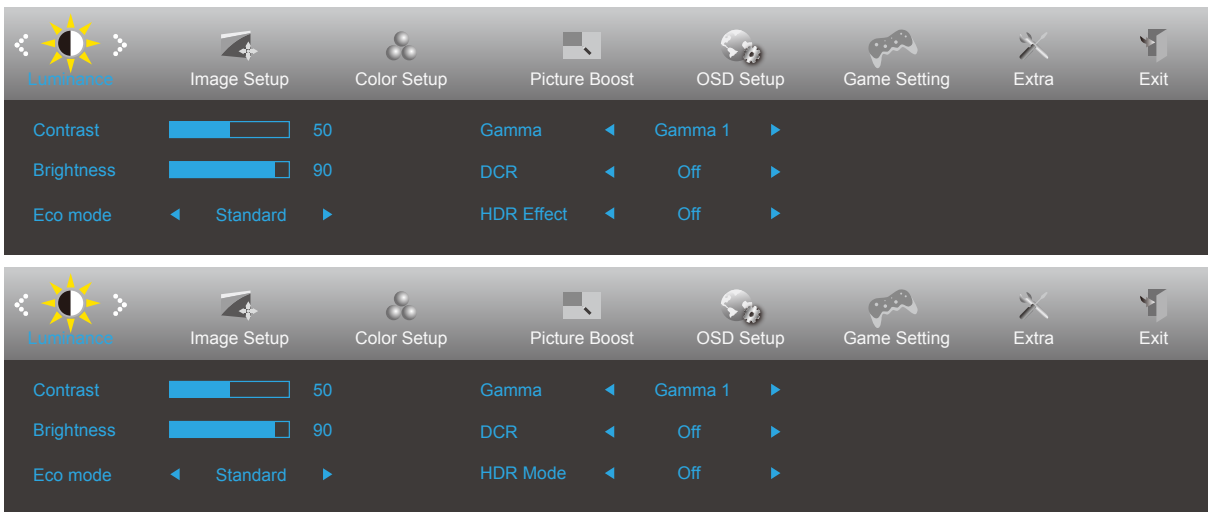 Luminance Image Setup Color Setup Picture Boost OSD Setup Game Setting Extra Exit
Contrast 50 Gamma Gamma 1
Brightness 90 DCR Off
Eco mode Standard HDR Effect Off
Luminance Image Setup Color Setup Picture Boost OSD Setup Game Setting Extra Exit
Contrast 50 Gamma Gamma 1
Brightness 90 DCR Off
Eco mode Standard HDR Mode Off